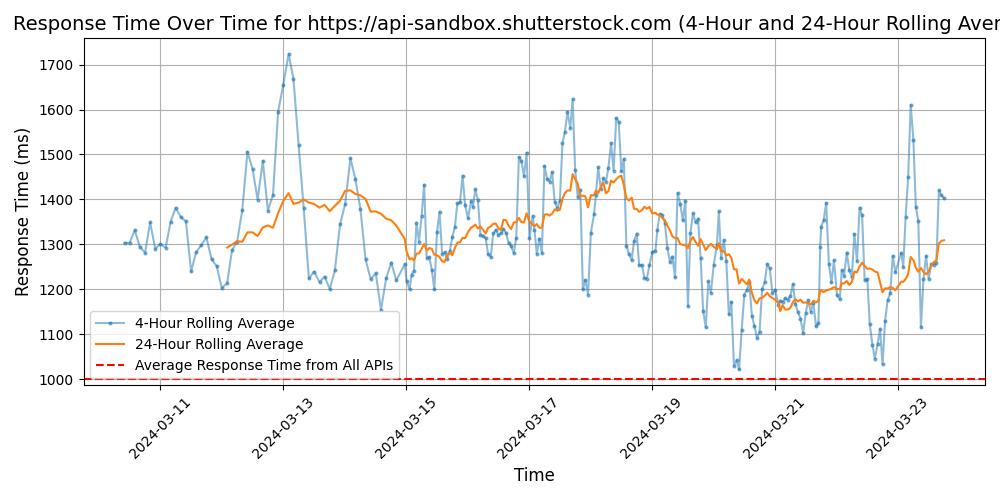 Response Time Over Time for https://api-sandbox.shutterstock.com (4-Hour and 24-Hour Rolling Aver
Response Time (ms)
1700
1600
1500
1400
1300
1200
1100
1000
4-Hour Rolling Average
24-Hour Rolling Average
Average Response Time from All APIs
2024-03-11
2024-03-13
2024-03-15
2024-03-17
2024-03-19
2024-03-21
2024-03-23
Time